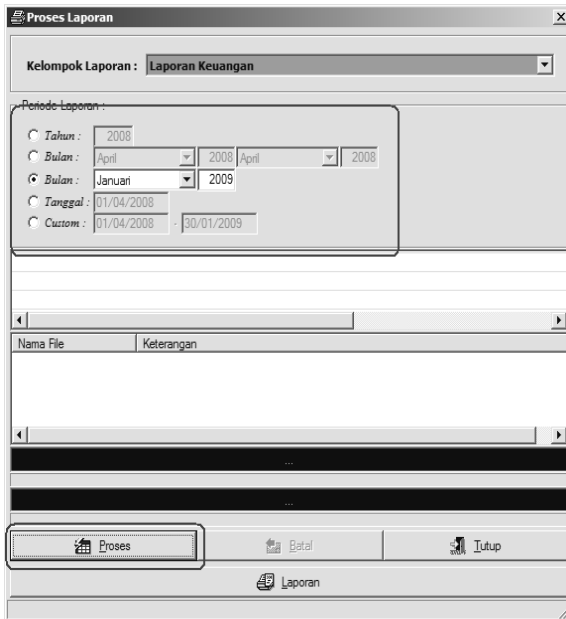 Proses Laporan
Kelompok Laporan : Laporan Keuangan
Periode Laporan :
Tahun : 2008
Bulan : April 2008 April 2008
Bulan : Januari 2009
Tanggal : 01/04/2008
Custom : 01/04/2008 - 30/01/2009
Nama File Keterangan
...
...
Proses Batal Tutup
Laporan